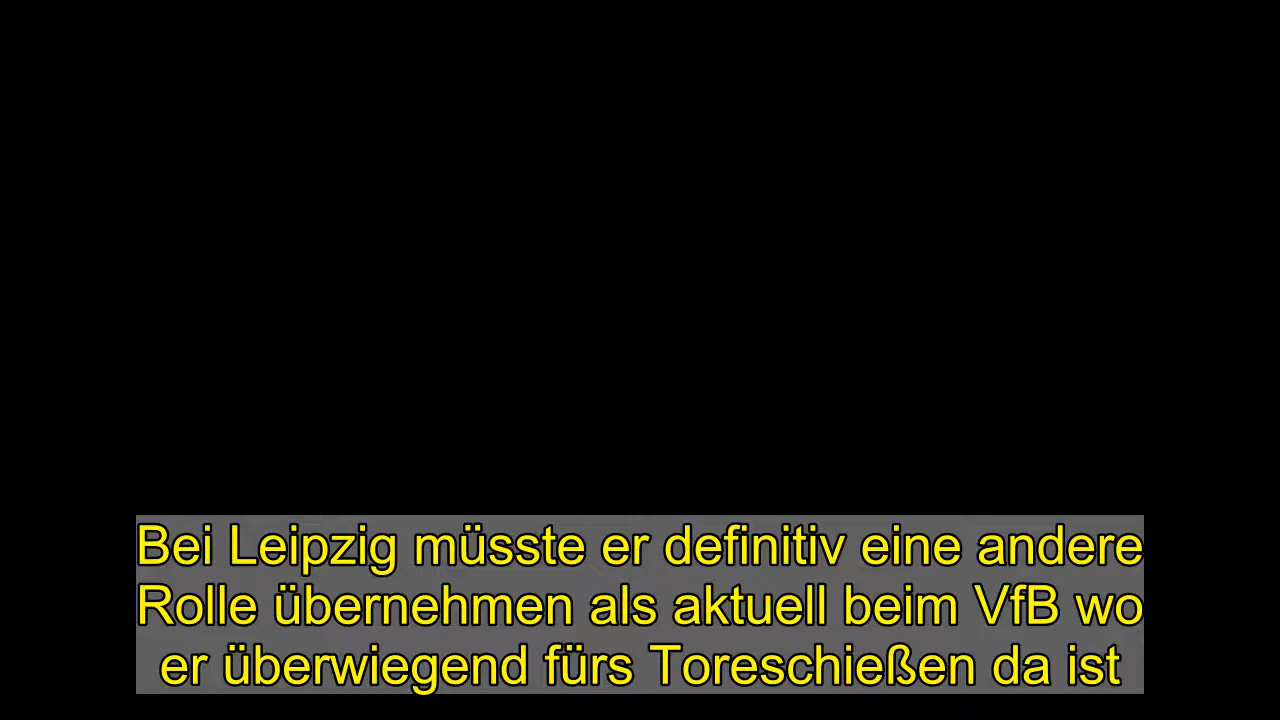 Bei Leipzig müsste er definitiv eine andere
Rolle übernehmen als aktuell beim VfB wo
er überwiegend fürs Toreschießen da ist